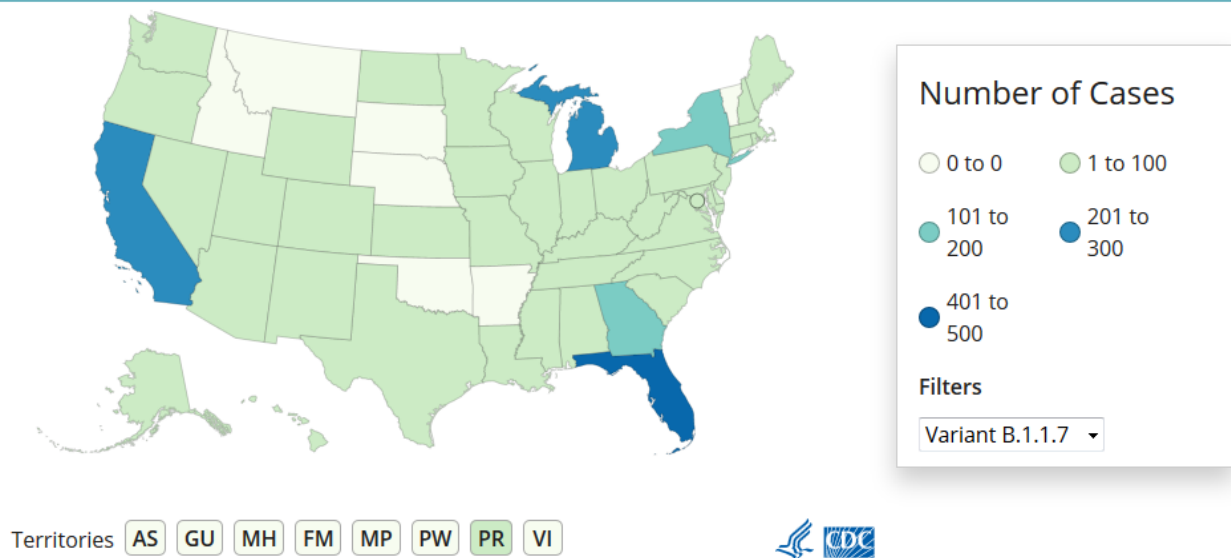 Number of Cases
0 to 0
1 to 100
101 to
200
201 to
300
401 to
500
Filters
Variant B.1.1.7
Territories AS GU MH FM MP PW PR VI
CDC